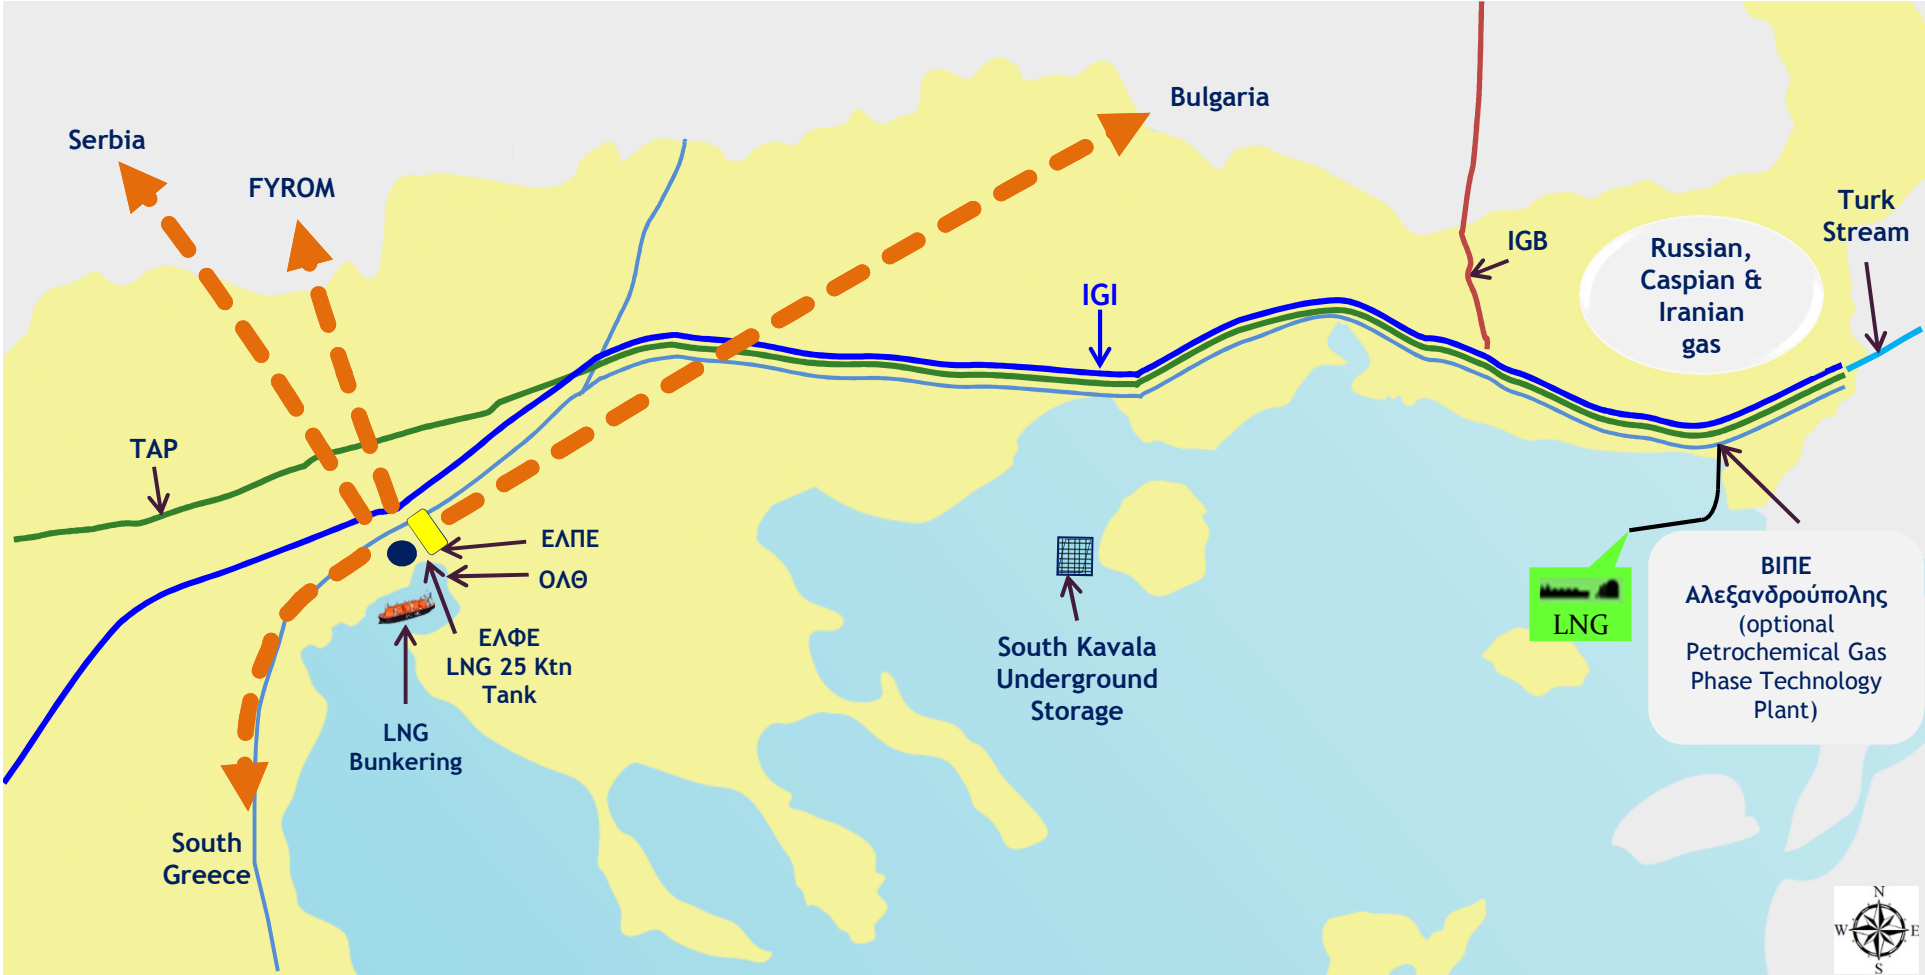 Bulgaria
Serbia
FYROM
Turk
Stream
IGB
Russian,
Caspian &
Iranian
gas
IGI
TAP
ΕΛΠΕ
ΟΛΘ
ΕΛΦΕ
LNG 25 Ktn
Tank
LNG
Bunkering
South Kavala
Underground
Storage
LNG
ΒΙΠΕ
Αλεξανδρούπολης
(optional
Petrochemical Gas
Phase Technology
Plant)
South
Greece
N
W
E
S